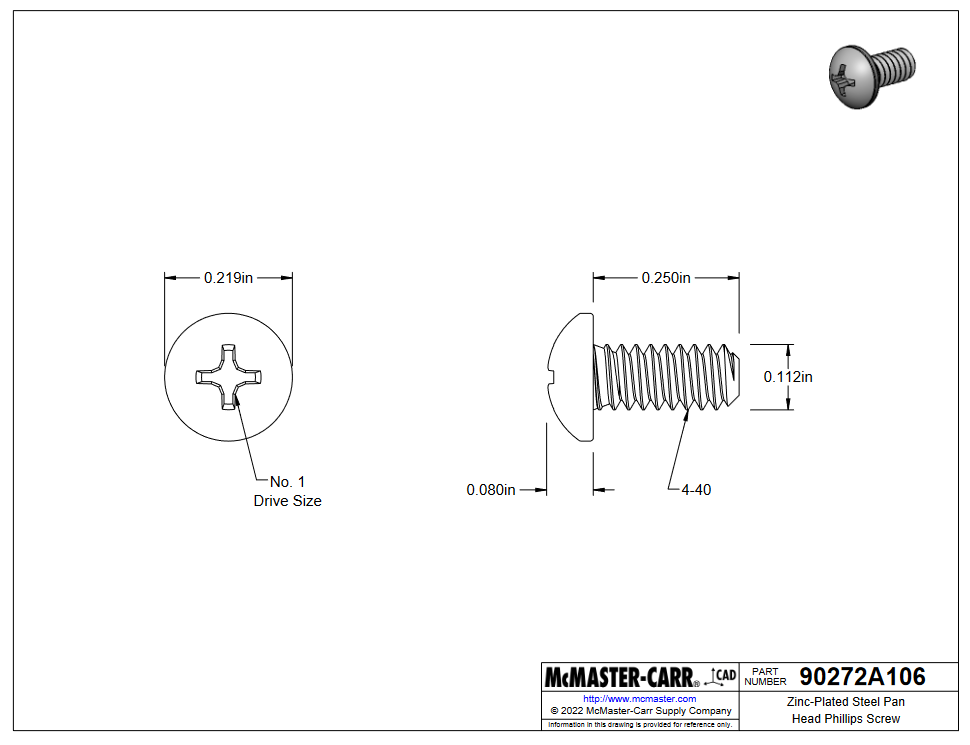 0.219in
0.250in
0.112in
No. 1
Drive Size
0.080in
4-40
McMASTER-CARR® CAD
http://www.mcmaster.com
© 2022 McMaster-Carr Supply Company
Information in this drawing is provided for reference only.
PART
NUMBER
90272A106
Zinc-Plated Steel Pan
Head Phillips Screw